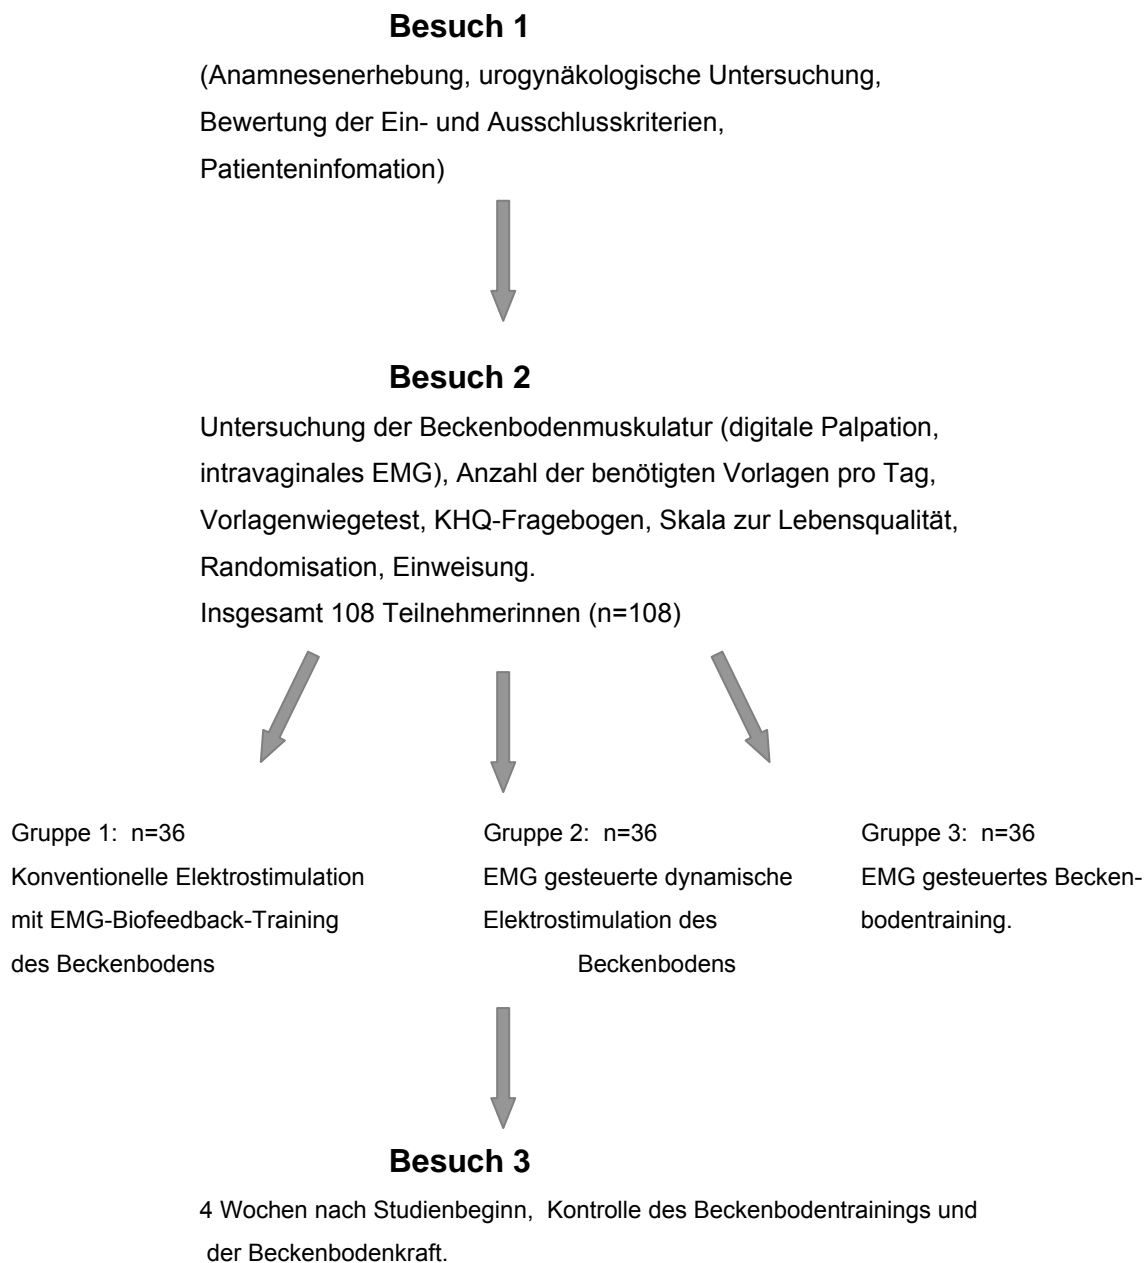 Besuch 1
(Anamnesenerhebung, urogynäkologische Untersuchung,
Bewertung der Ein- und Ausschlusskriterien,
Patienteninfomation)
Besuch 2
Untersuchung der Beckenbodenmuskulatur (digitale Palpation,
intravaginales EMG), Anzahl der benötigten Vorlagen pro Tag,
Vorlagenwiegetest, KHQ-Fragebogen, Skala zur Lebensqualität,
Randomisation, Einweisung.
Insgesamt 108 Teilnehmerinnen (n=108)
Gruppe 1: n=36
Konventionelle Elektrostimulation
mit EMG-Biofeedback-Training
des Beckenbodens
Gruppe 2: n=36
EMG gesteuerte dynamische
Elektrostimulation des
Beckenbodens
Gruppe 3: n=36
EMG gesteuertes Becken-
bodentraining.
Besuch 3
4 Wochen nach Studienbeginn, Kontrolle des Beckenbodentrainings und
der Beckenbodenkraft.